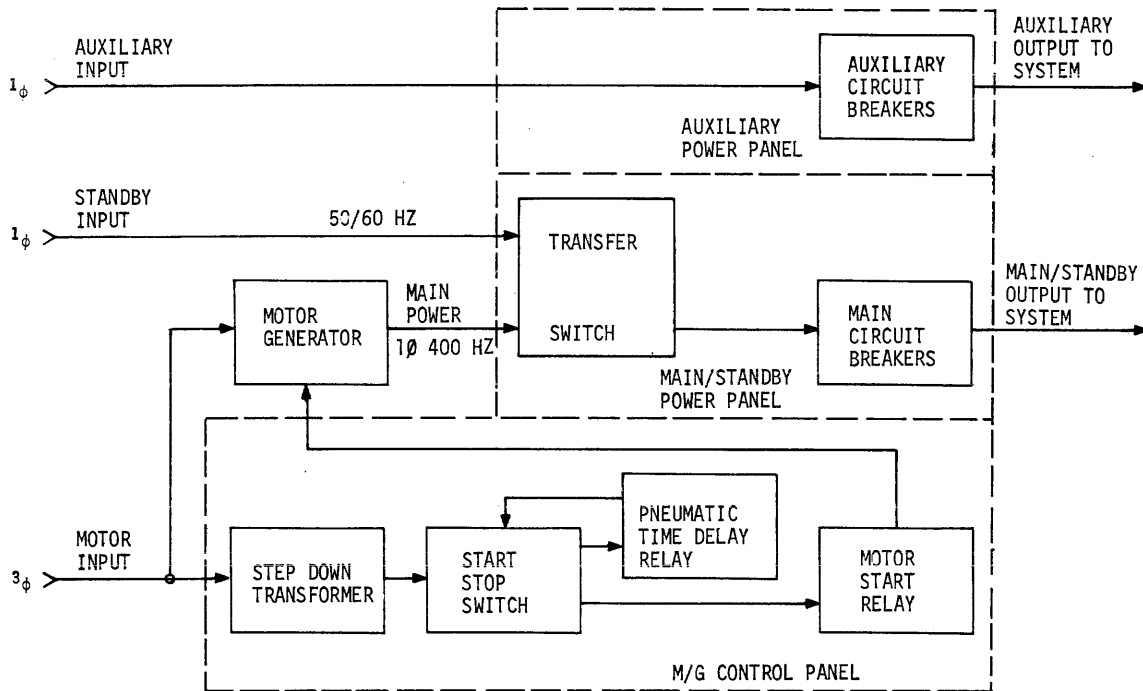 AUXILIARY
INPUT
1ϕ
AUXILIARY
CIRCUIT
BREAKERS
AUXILIARY
OUTPUT TO
SYSTEM
AUXILIARY
POWER PANEL
STANDBY
INPUT
1ϕ
50/60 HZ
TRANSFER
SWITCH
MOTOR
GENERATOR
MAIN
POWER
1Ø 400 HZ
MAIN
CIRCUIT
BREAKERS
MAIN/STANDBY
OUTPUT TO
SYSTEM
MAIN/STANDBY
POWER PANEL
MOTOR
INPUT
3ϕ
STEP DOWN
TRANSFORMER
START
STOP
SWITCH
PNEUMATIC
TIME DELAY
RELAY
MOTOR
START
RELAY
M/G CONTROL PANEL